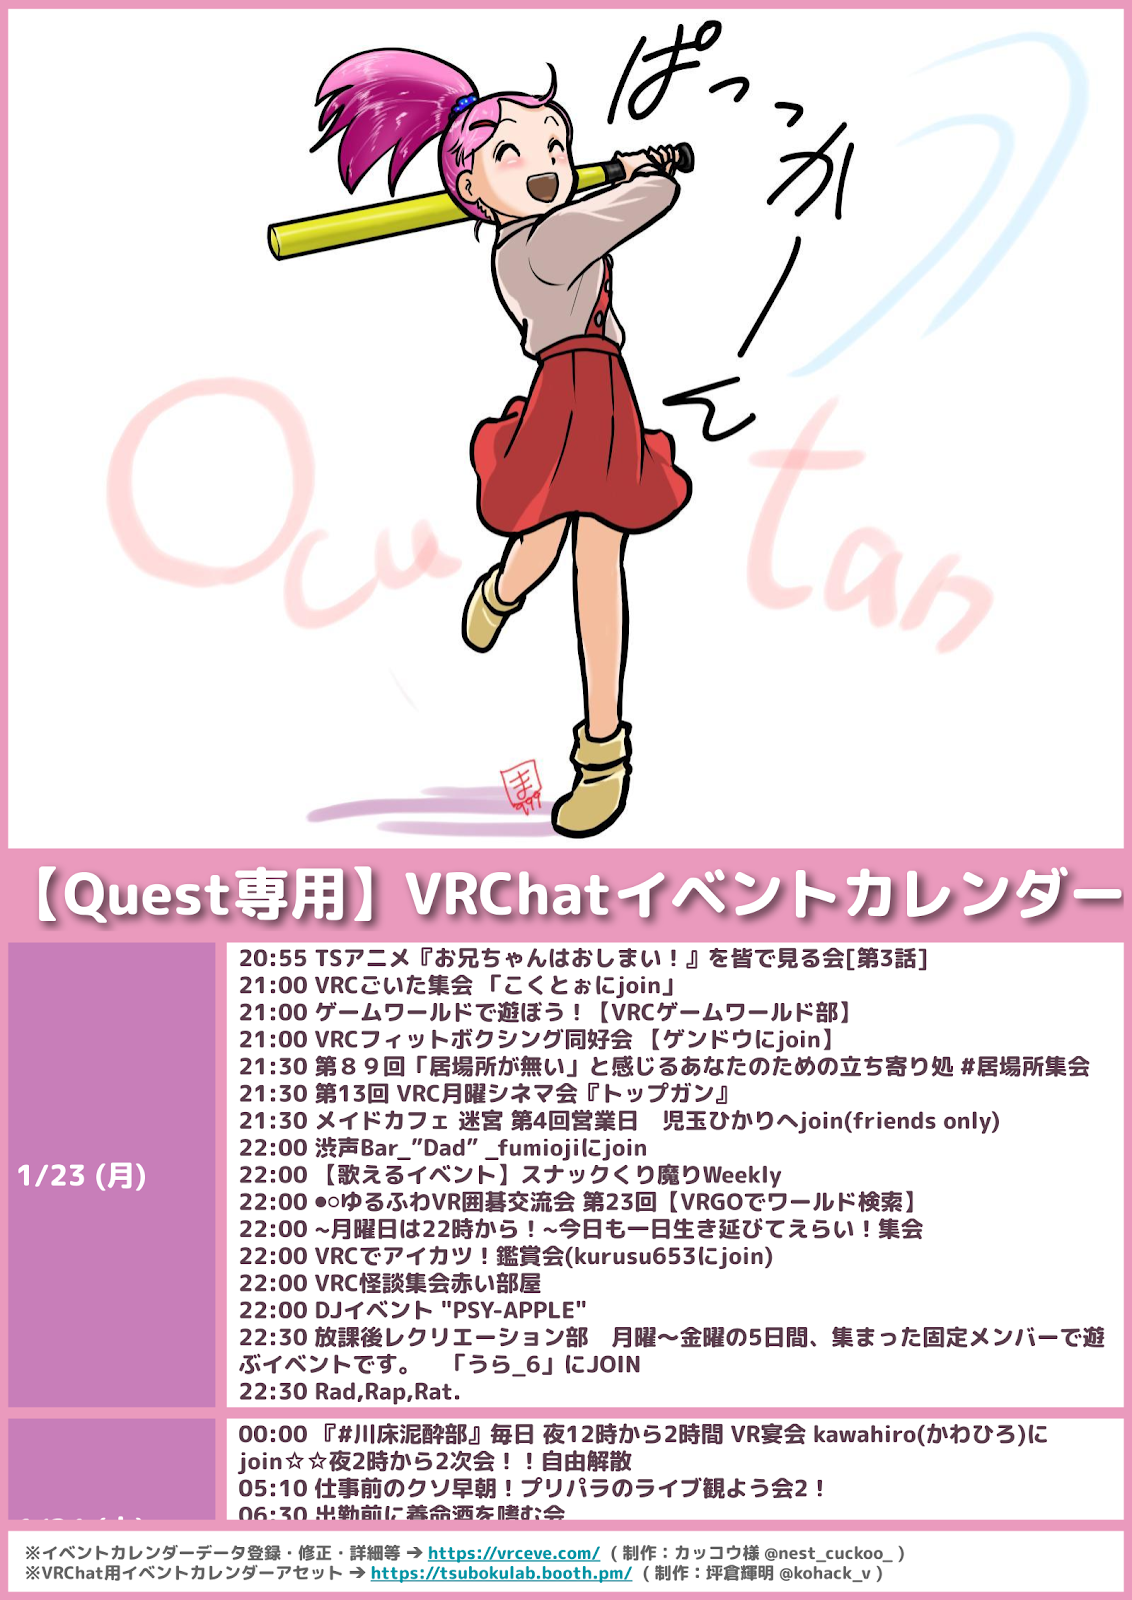 ぱっっかーん
Ocu tan
ま
999
【Quest専用】VRChatイベントカレンダー
1/23 (月)
20:55 TSアニメ『お兄ちゃんはおしまい！』を皆で見る会[第3話]
21:00 VRCごいた集会 「こくとぉにjoin」
21:00 ゲームワールドで遊ぼう！【VRCゲームワールド部】
21:00 VRCフィットボクシング同好会 【ゲンドウにjoin】
21:30 第８９回「居場所が無い」と感じるあなたのための立ち寄り処 #居場所集会
21:30 第13回 VRC月曜シネマ会『トップガン』
21:30 メイドカフェ 迷宮 第4回営業日　児玉ひかりへjoin(friends only)
22:00 渋声Bar_”Dad” _fumiojiにjoin
22:00 【歌えるイベント】スナックくり魔りWeekly
22:00 ⚫︎○ゆるふわVR囲碁交流会 第23回【VRGOでワールド検索】
22:00 ~月曜日は22時から！~今日も一日生き延びてえらい！集会
22:00 VRCでアイカツ！鑑賞会(kurusu653にjoin)
22:00 VRC怪談集会赤い部屋
22:00 DJイベント "PSY-APPLE"
22:30 放課後レクリエーション部　月曜〜金曜の5日間、集まった固定メンバーで遊
ぶイベントです。　「うら_6」にJOIN
22:30 Rad,Rap,Rat.
00:00 『#川床泥酔部』毎日 夜12時から2時間 VR宴会 kawahiro(かわひろ)に
join☆☆夜2時から2次会！！自由解散
05:10 仕事前のクソ早朝！プリパラのライブ観よう会2！
06:30 出勤前に養命酒を嗜む会
※イベントカレンダーデータ登録・修正・詳細等 ➔ https://vrceve.com/ （制作：カッコウ様 @nest_cuckoo_ ）
※VRChat用イベントカレンダーアセット ➔ https://tsubokulab.booth.pm/ （制作：坪倉輝明 @kohack_v ）